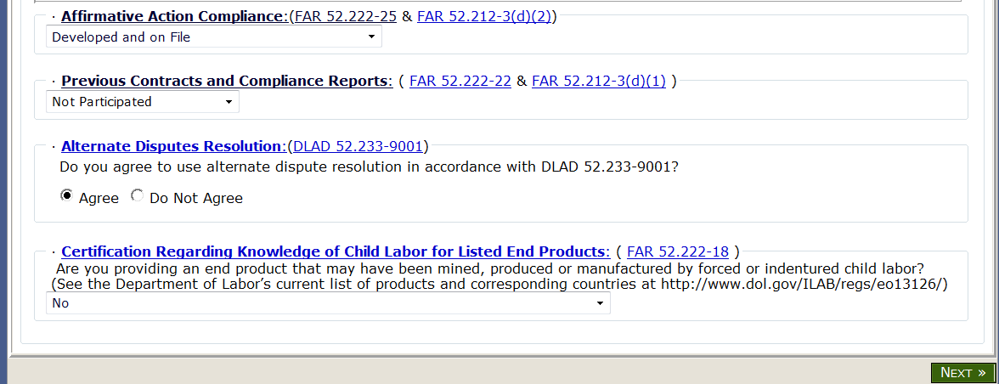 · Affirmative Action Compliance:(FAR 52.222-25 & FAR 52.212-3(d)(2))
Developed and on File
· Previous Contracts and Compliance Reports: ( FAR 52.222-22 & FAR 52.212-3(d)(1) )
Not Participated
· Alternate Disputes Resolution:(DLAD 52.233-9001)
Do you agree to use alternate dispute resolution in accordance with DLAD 52.233-9001?
Agree Do Not Agree
· Certification Regarding Knowledge of Child Labor for Listed End Products: ( FAR 52.222-18 )
Are you providing an end product that may have been mined, produced or manufactured by forced or indentured child labor?
(See the Department of Labor’s current list of products and corresponding countries at http://www.dol.gov/ILAB/regs/eo13126/)
No
NEXT »